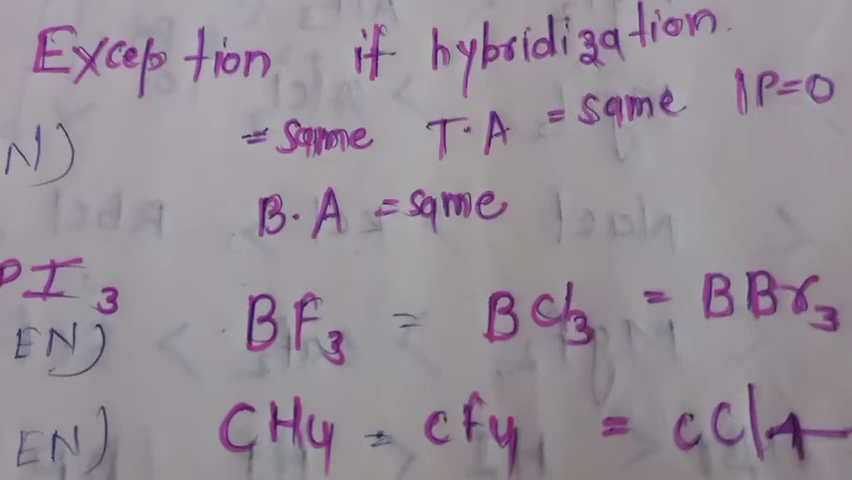 Exception if hybridization.
N) = same T.A = same lP=0
B.A = same
PI3
BF3 = BCl3 = BBr3
EN)
EN) CH4 = CF4 = CCl4